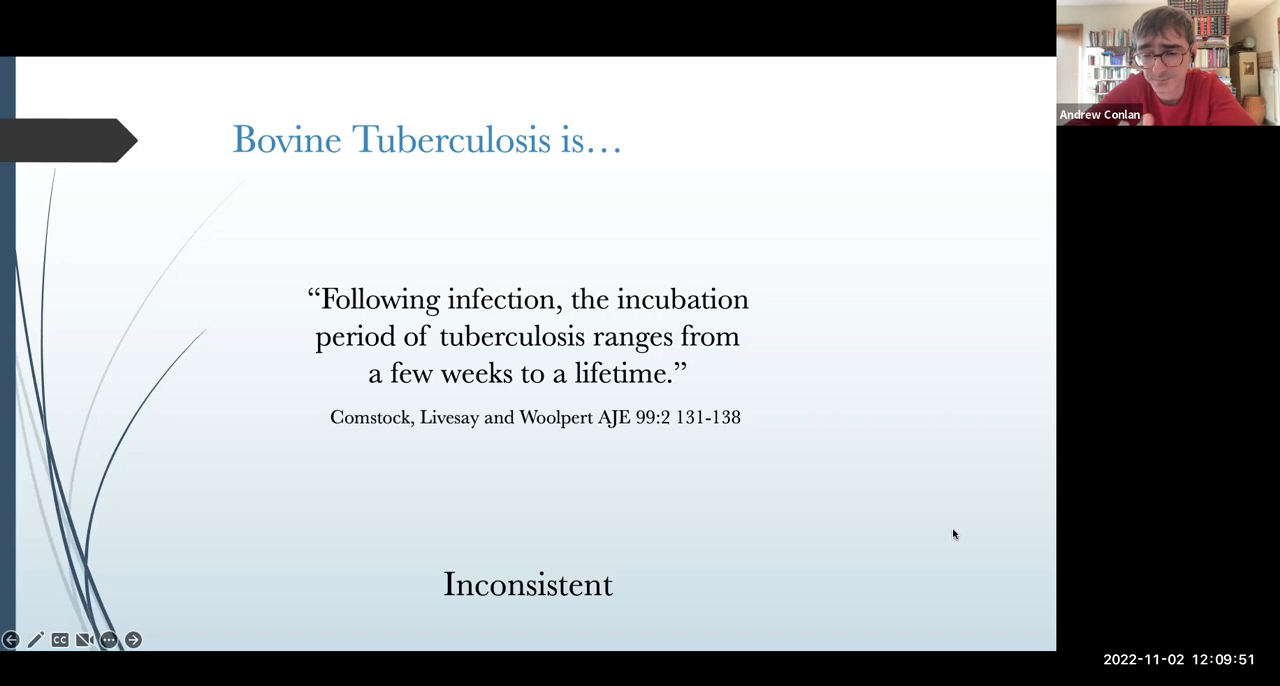 Bovine Tuberculosis is…
“Following infection, the incubation
period of tuberculosis ranges from
a few weeks to a lifetime.”
Comstock, Livesay and Woolpert AJE 99:2 131-138
Inconsistent
CC
Andrew Conlan
2022-11-02 12:09:51